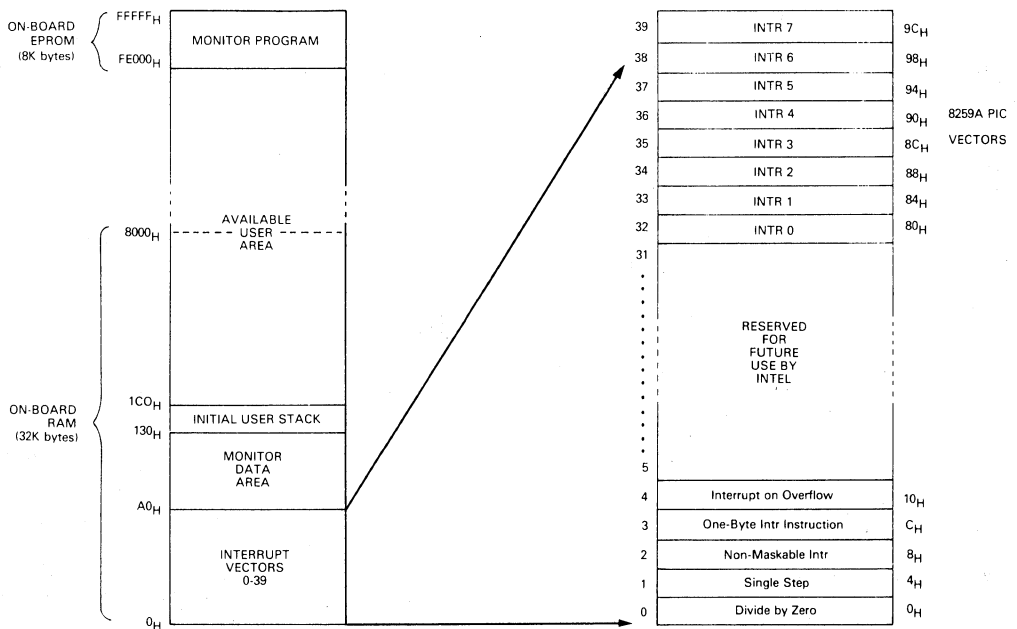 ON-BOARD
EPROM
(8K bytes)
FFFFFH
FE000H
MONITOR PROGRAM
AVAILABLE
USER
AREA
8000H
ON-BOARD
RAM
(32K bytes)
1C0H
INITIAL USER STACK
130H
MONITOR
DATA
AREA
A0H
INTERRUPT
VECTORS
0-39
0H
39 INTR 7 9CH
38 INTR 6 98H
37 INTR 5 94H
36 INTR 4 90H
35 INTR 3 8CH
34 INTR 2 88H
33 INTR 1 84H
32 INTR 0 80H
8259A PIC
VECTORS
31
RESERVED
FOR
FUTURE
USE BY
INTEL
5
4 Interrupt on Overflow 10H
3 One-Byte Intr Instruction CH
2 Non-Maskable Intr 8H
1 Single Step 4H
0 Divide by Zero 0H